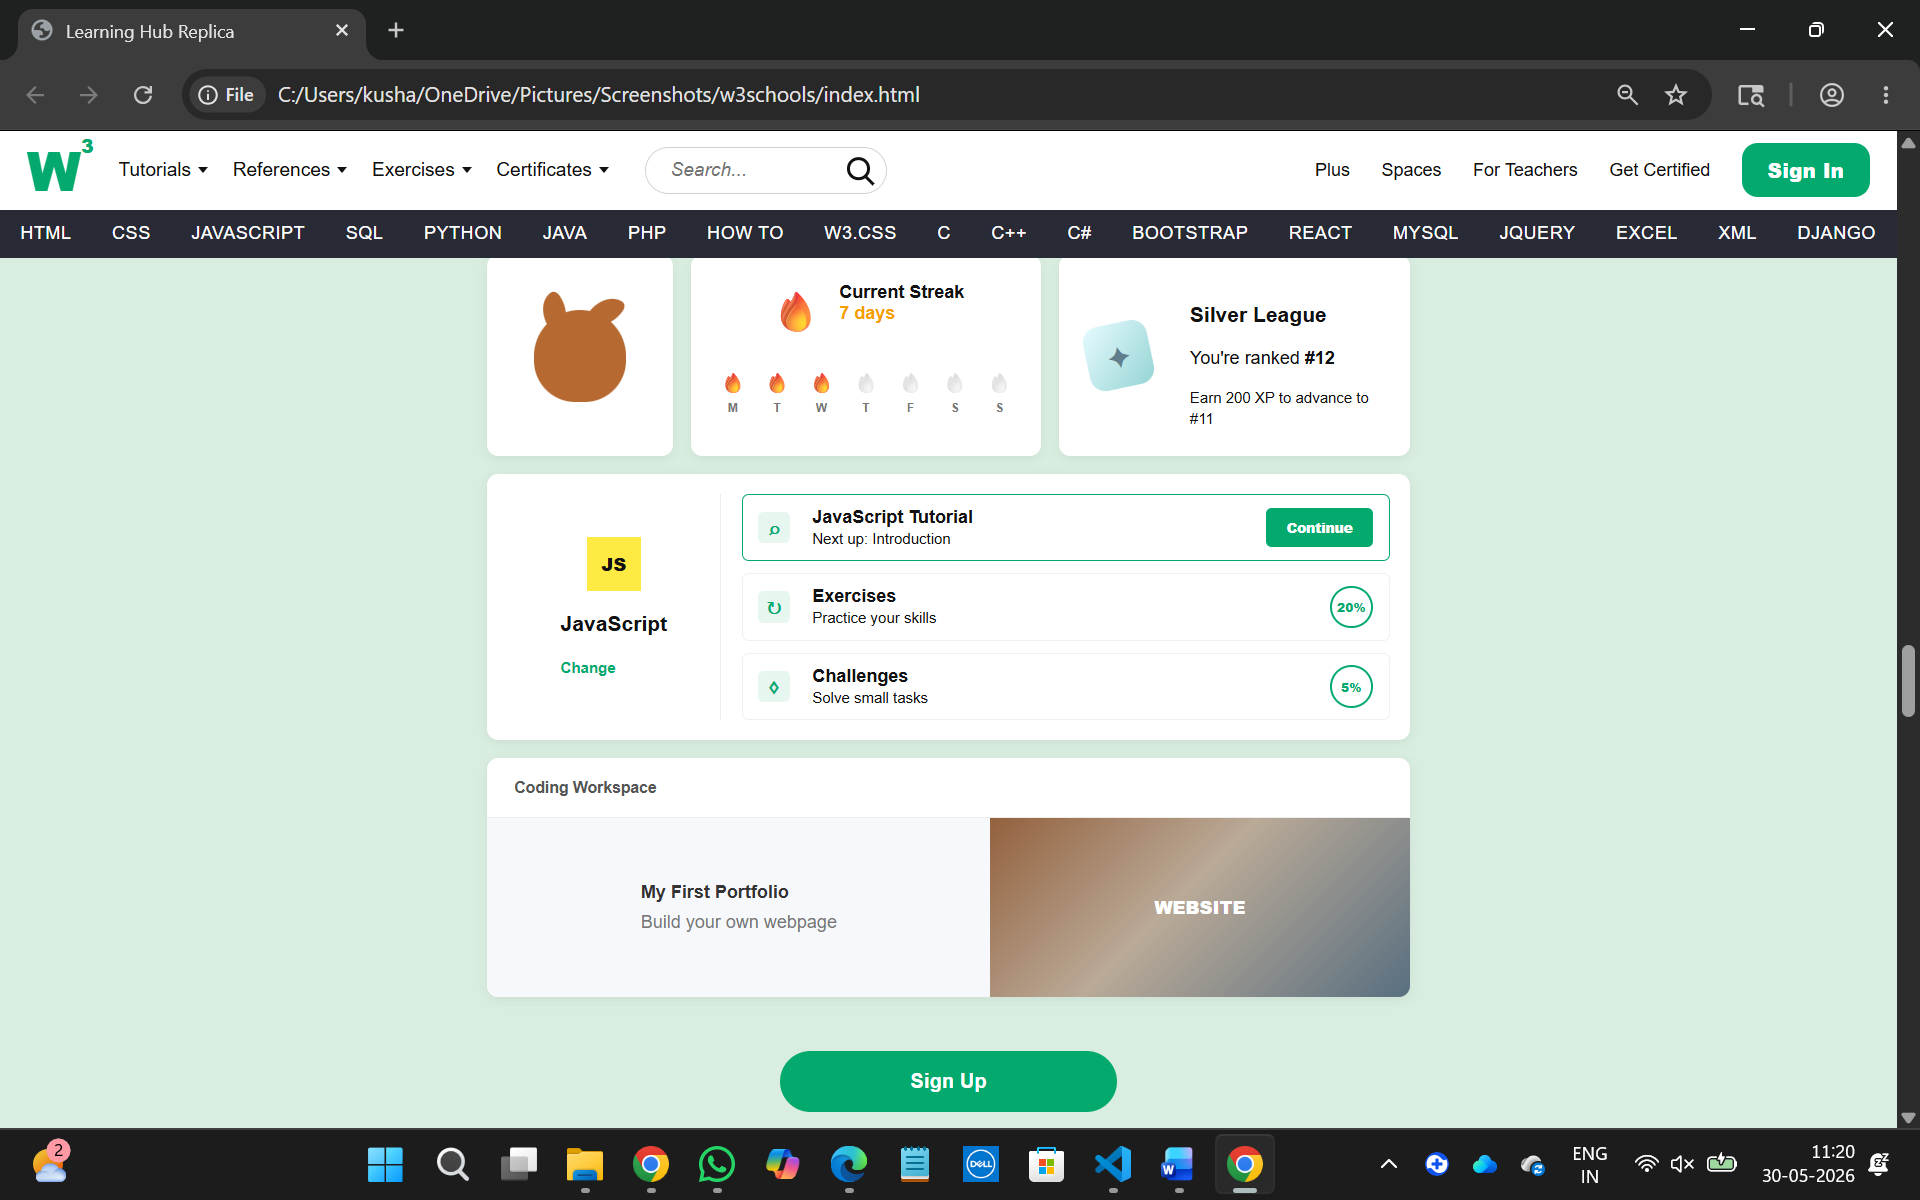 Learning Hub Replica
File
C:/Users/kusha/OneDrive/Pictures/Screenshots/w3schools/index.html
W3
Tutorials
References
Exercises
Certificates
Search...
Plus
Spaces
For Teachers
Get Certified
Sign In
HTML
CSS
JAVASCRIPT
SQL
PYTHON
JAVA
PHP
HOW TO
W3.CSS
C
C++
C#
BOOTSTRAP
REACT
MYSQL
JQUERY
EXCEL
XML
DJANGO
Current Streak
7 days
M T W T F S S
Silver League
You're ranked #12
Earn 200 XP to advance to
#11
JS
JavaScript
Change
JavaScript Tutorial
Next up: Introduction
Continue
Exercises
Practice your skills
20%
Challenges
Solve small tasks
5%
Coding Workspace
My First Portfolio
Build your own webpage
WEBSITE
Sign Up
2
DELL
W
ENG
IN
11:20
30-05-2026